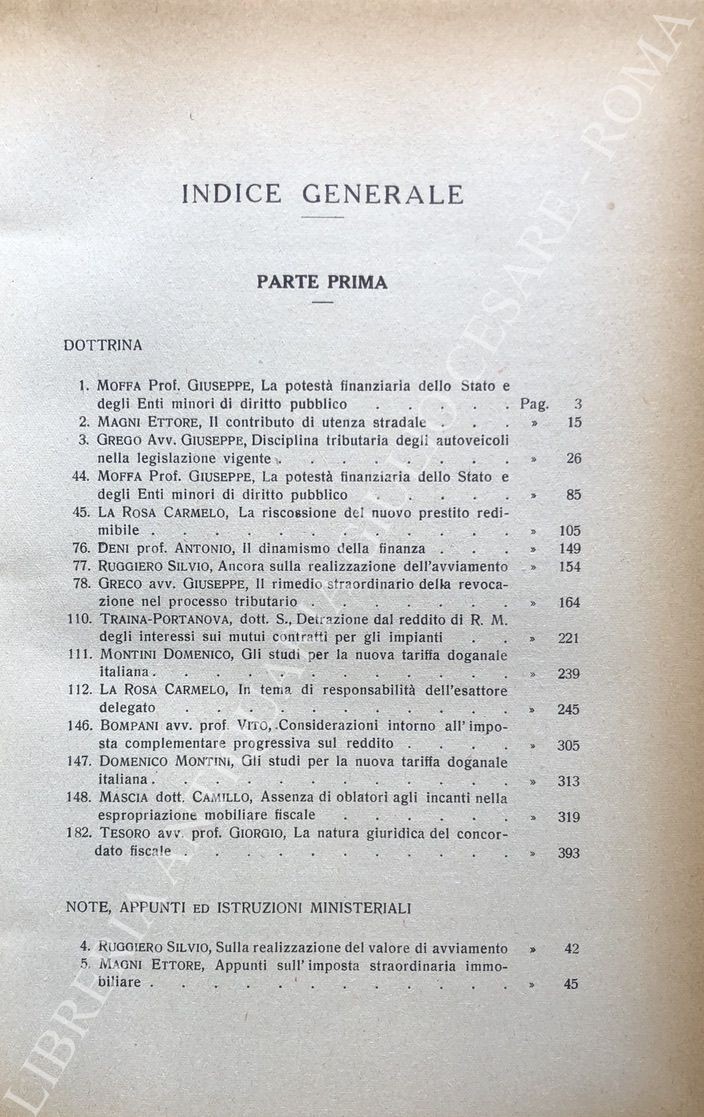 INDICE GENERALE
PARTE PRIMA
DOTTRINA
1. MOFFA Prof. GIUSEPPE, La potestà finanziaria dello Stato e
degli Enti minori di diritto pubblico . . . . . Pag. 3
2. MAGNI ETTORE, Il contributo di utenza stradale . . . » 15
3. GREGO Avv. GIUSEPPE, Disciplina tributaria degli autoveicoli
nella legislazione vigente . . . . . . . . » 26
44. MOFFA Prof. GIUSEPPE, La potestà finanziaria dello Stato e
degli Enti minori di diritto pubblico . . . . . » 85
45. LA ROSA CARMELO, La riscossione del nuovo prestito redi-
mibile . . . . . . . . . . . . » 105
76. DENI prof. ANTONIO, Il dinamismo della finanza . . . » 149
77. RUGGIERO SILVIO, Ancora sulla realizzazione dell'avviamento » 154
78. GRECO avv. GIUSEPPE, Il rimedio straordinario della revoca-
zione nel processo tributario . . . . . . . » 164
110. TRAINA-PORTANOVA, dott. S., Detrazione dal reddito di R. M.
degli interessi sui mutui contratti per gli impianti . . » 221
111. MONTINI DOMENICO, Gli studi per la nuova tariffa doganale
italiana . . . . . . . . . . . . » 239
112. LA ROSA CARMELO, In tema di responsabilità dell'esattore
delegato . . . . . . . . . . . » 245
146. BOMPANI avv. prof. VITO, Considerazioni intorno all'impo-
sta complementare progressiva sul reddito . . . . » 305
147. DOMENICO MONTINI, Gli studi per la nuova tariffa doganale
italiana . . . . . . . . . . . . » 313
148. MASCIA dott. CAMILLO, Assenza di oblatori agli incanti nella
espropriazione mobiliare fiscale . . . . . . » 319
182. TESORO avv. prof. GIORGIO, La natura giuridica del concor-
dato fiscale . . . . . . . . . . . » 393
NOTE, APPUNTI ED ISTRUZIONI MINISTERIALI
4. RUGGIERO SILVIO, Sulla realizzazione del valore di avviamento » 42
5. MAGNI ETTORE, Appunti sull'imposta straordinaria immo-
biliare . . . . . . . . . . . . » 45
LIBRERIA ANTIQUARIA GIULIO CESARE - ROMA